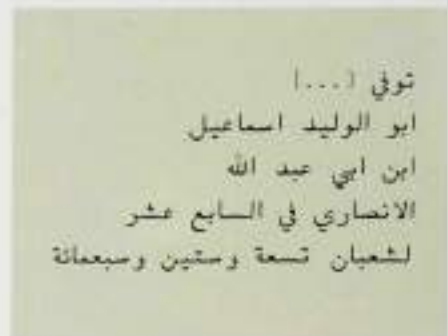 توفي (...)
ابو الوليد اسماعيل
ابن ابي عبد الله
الانصاري في السابع عشر
لشعبان تسعة وستين وسبعمائة